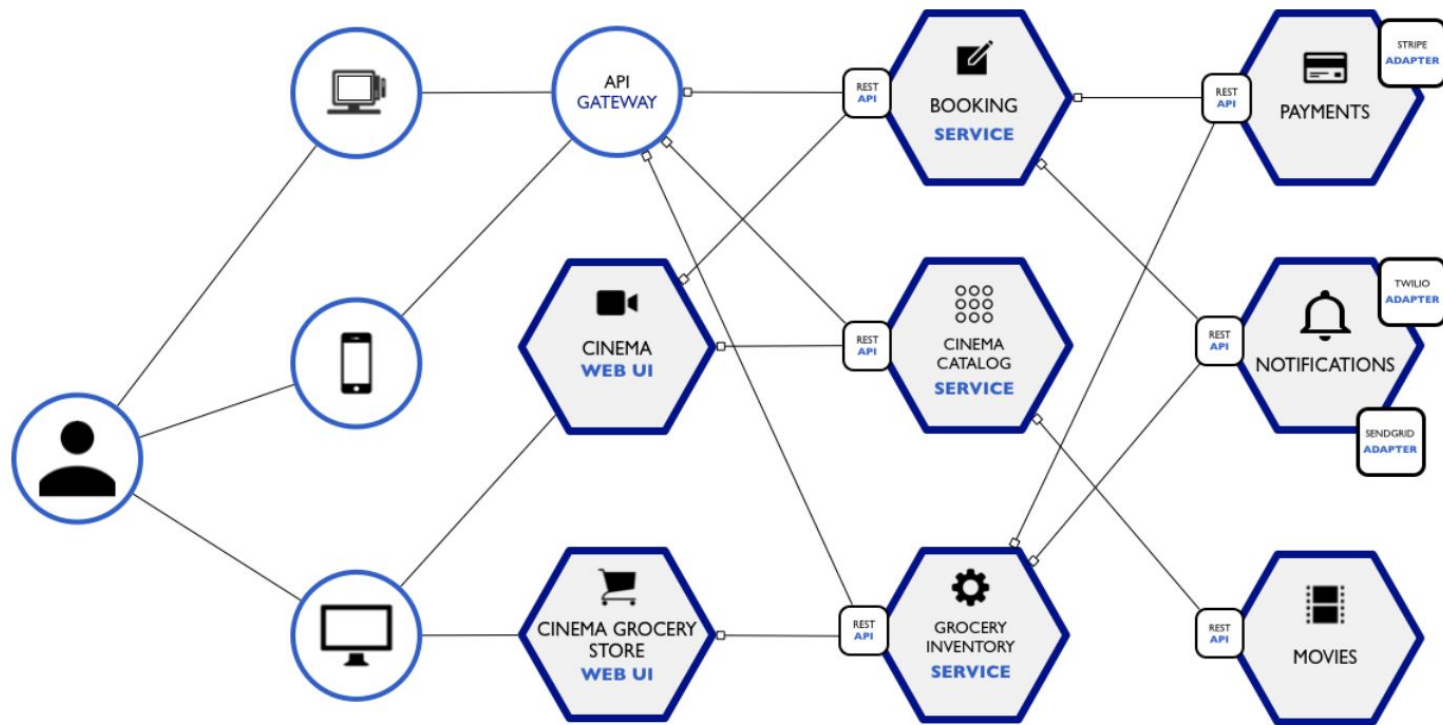 API
GATEWAY
REST
API
BOOKING
SERVICE
REST
API
PAYMENTS
STRIPE
ADAPTER
CINEMA
WEB UI
REST
API
CINEMA
CATALOG
SERVICE
REST
API
NOTIFICATIONS
TWILIO
ADAPTER
SENDGRID
ADAPTER
CINEMA GROCERY
STORE
WEB UI
REST
API
GROCERY
INVENTORY
SERVICE
REST
API
MOVIES